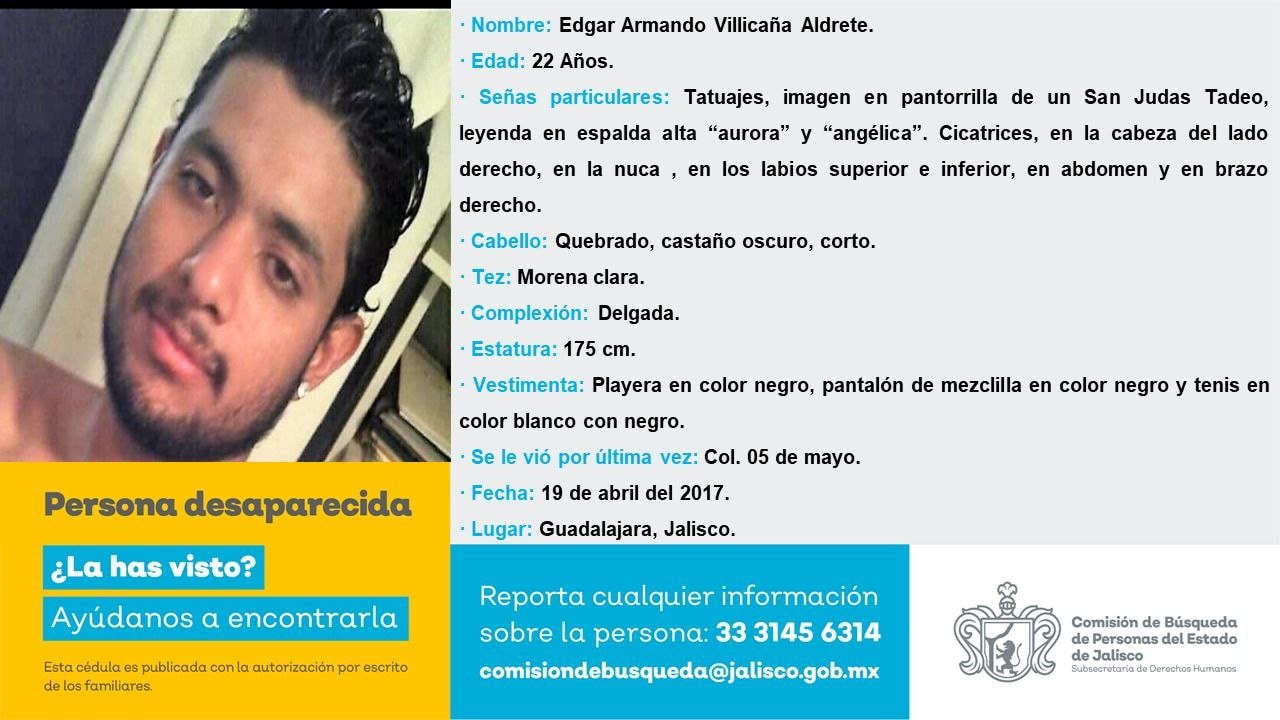 · Nombre: Edgar Armando Villicaña Aldrete.
· Edad: 22 Años.
· Señas particulares: Tatuajes, imagen en pantorrilla de un San Judas Tadeo,
leyenda en espalda alta “aurora” y “angélica”. Cicatrices, en la cabeza del lado
derecho, en la nuca , en los labios superior e inferior, en abdomen y en brazo
derecho.
· Cabello: Quebrado, castaño oscuro, corto.
· Tez: Morena clara.
· Complexión: Delgada.
· Estatura: 175 cm.
· Vestimenta: Playera en color negro, pantalón de mezclilla en color negro y tenis en
color blanco con negro.
· Se le vió por última vez: Col. 05 de mayo.
· Fecha: 19 de abril del 2017.
· Lugar: Guadalajara, Jalisco.
Persona desaparecida
¿La has visto?
Ayúdanos a encontrarla
Esta cédula es publicada con la autorización por escrito
de los familiares.
Reporta cualquier información
sobre la persona: 33 3145 6314
comisiondebusqueda@jalisco.gob.mx
Comisión de Búsqueda
de Personas del Estado
de Jalisco
Subsecretaría de Derechos Humanos